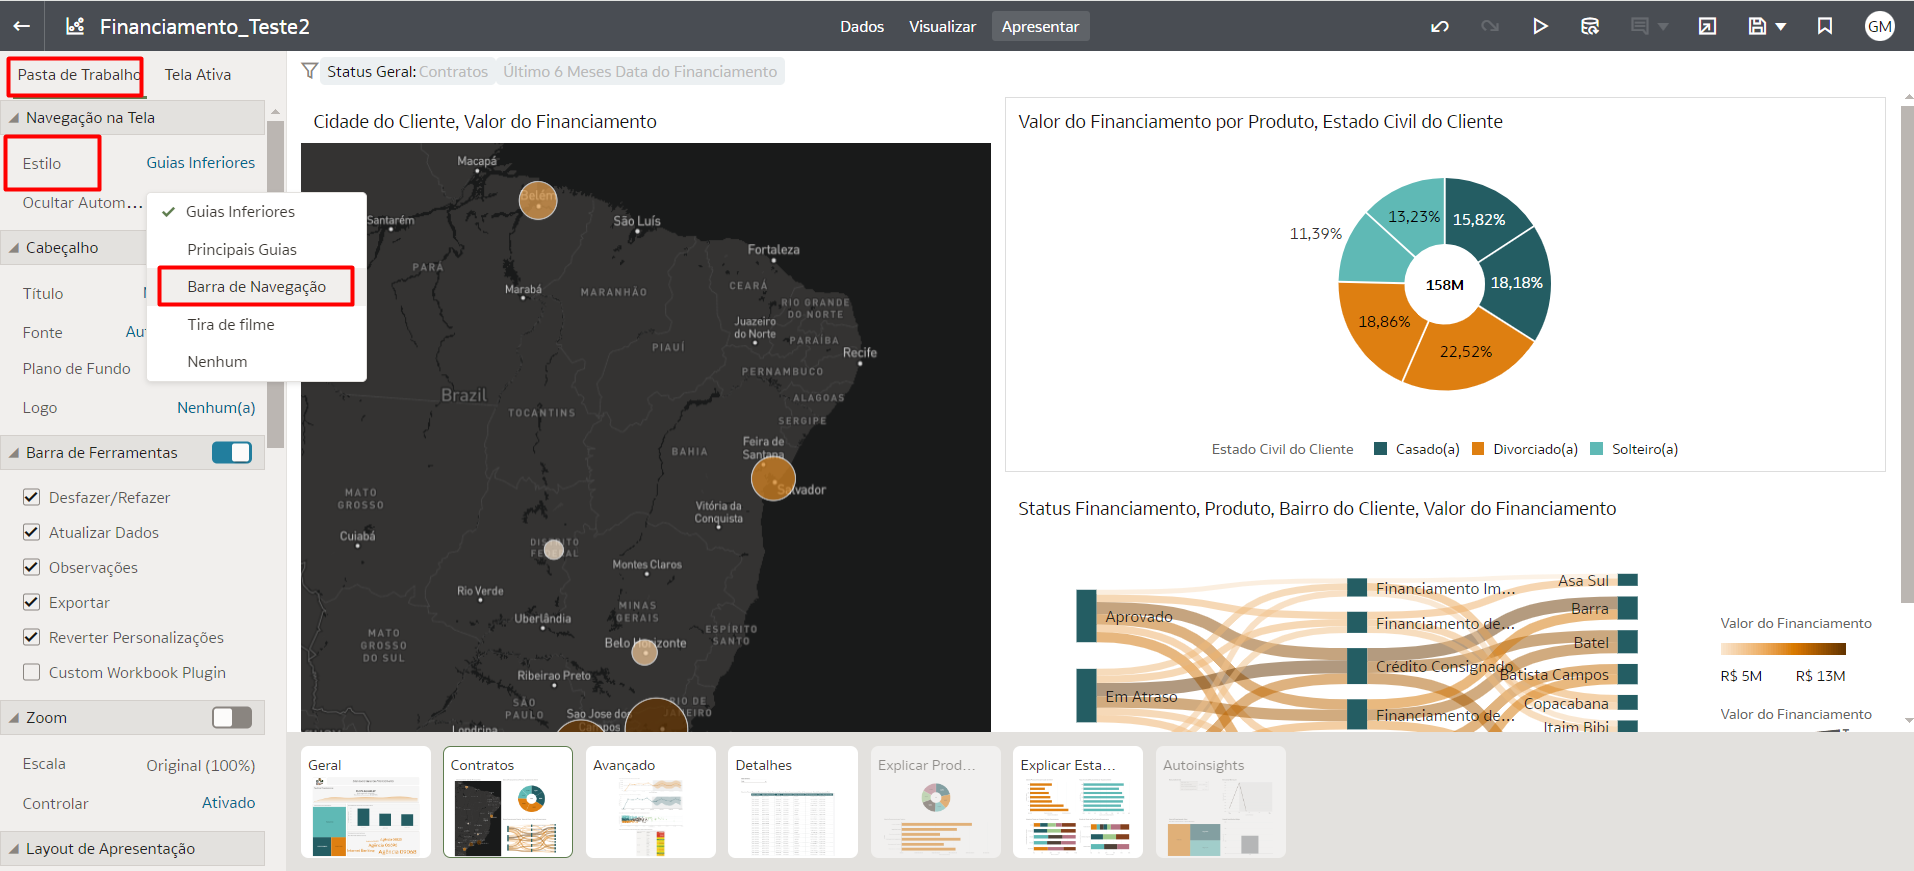 Financiamento_Teste2
Dados Visualizar Apresentar
GM
Pasta de Trabalho Tela Ativa
Status Geral: Contratos Último 6 Meses Data do Financiamento
Navegação na Tela
Estilo Guias Inferiores
Ocultar Autom...
Guias Inferiores
Principais Guias
Barra de Navegação
Tira de filme
Nenhum
Cabeçalho
Título
Fonte Aut
Plano de Fundo
Logo Nenhum(a)
Barra de Ferramentas
Desfazer/Refazer
Atualizar Dados
Observações
Exportar
Reverter Personalizações
Custom Workbook Plugin
Zoom
Escala Original (100%)
Controlar Ativado
Layout de Apresentação
Cidade do Cliente, Valor do Financiamento
Macapá
Belém
Santarém
São Luís
Fortaleza
PARÁ
Marabá
MARANHÃO
CEARÁ
RIO GRANDE
DO NORTE
Juazeiro
do Norte
PARAÍBA
PIAUÍ
Recife
PERNAMBUCO
Brazil
ALAGOAS
TOCANTINS
SERGIPE
Feira de
Santana
BAHIA
Salvador
MATO
GROSSO
Vitória da
Conquista
Cuiabá
DISTRITO
FEDERAL
Montes Claros
Rio Verde
MINAS
GERAIS
Uberlândia
ESPÍRITO
SANTO
MATO
GROSSO
DO SUL
Belo Horizonte
Ribeirao Preto
SÃO
PAULO
RIO DE
JANEIRO
Sao Jose dos
Campos
Londrina
Valor do Financiamento por Produto, Estado Civil do Cliente
13,23%
15,82%
11,39%
158M
18,18%
18,86%
22,52%
Estado Civil do Cliente Casado(a) Divorciado(a) Solteiro(a)
Status Financiamento, Produto, Bairro do Cliente, Valor do Financiamento
Aprovado
Em Atraso
Financiamento Im...
Financiamento de...
Crédito Consignado
Financiamento de...
Asa Sul
Barra
Batel
Batista Campos
Copacabana
Itaim Bibi
Valor do Financiamento
R$ 5M R$ 13M
Valor do Financiamento
Geral
Contratos
Avançado
Detalhes
Explicar Prod...
Explicar Esta...
Autoinsights